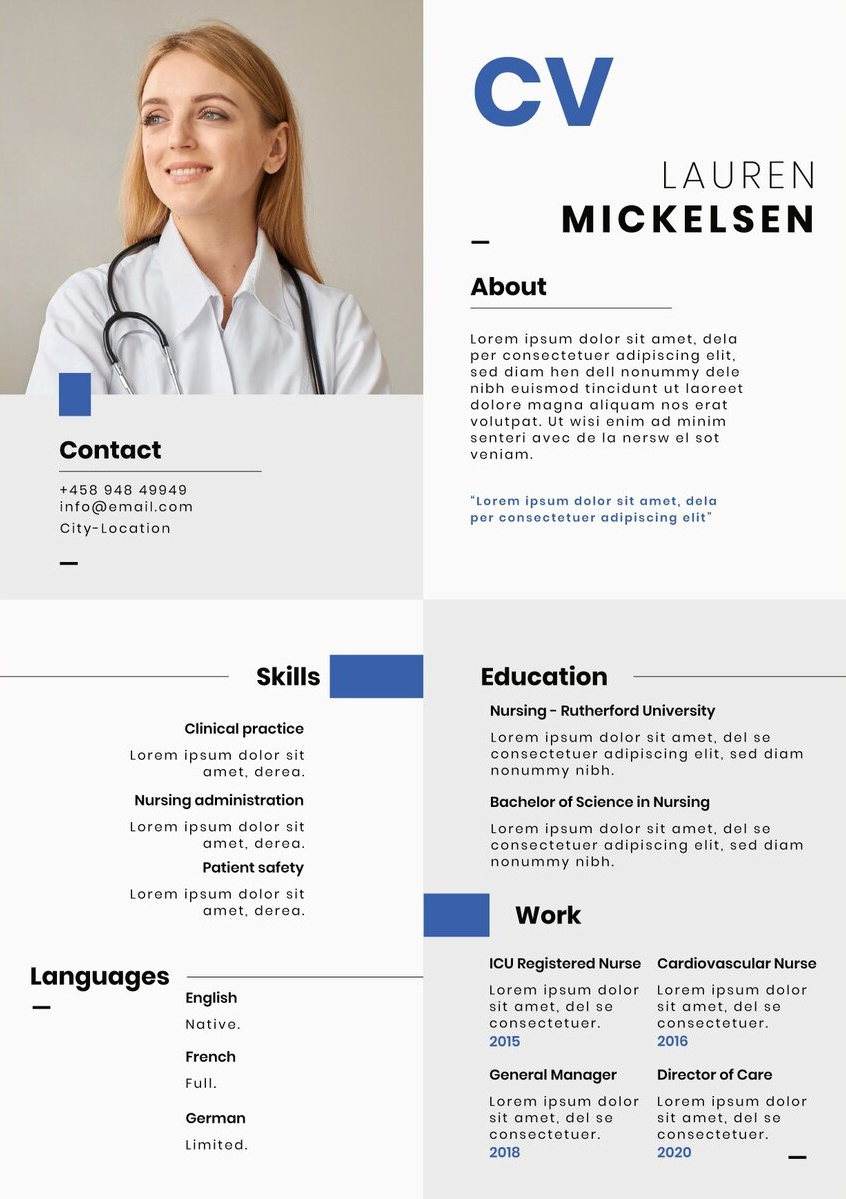 CV
LAUREN
MICKELSEN
About
Lorem ipsum dolor sit amet, dela
per consectetuer adipiscing elit,
sed diam hen dell nonummy dele
nibh euismod tincidunt ut laoreet
dolore magna aliquam nos erat
volutpat. Ut wisi enim ad minim
senteri avec de la nersw el sot
veniam.
“Lorem ipsum dolor sit amet, dela
per consectetuer adipiscing elit”
Contact
+458 948 49949
info@email.com
City-Location
Skills
Clinical practice
Lorem ipsum dolor sit
amet, derea.
Nursing administration
Lorem ipsum dolor sit
amet, derea.
Patient safety
Lorem ipsum dolor sit
amet, derea.
Languages
English
Native.
French
Full.
German
Limited.
Education
Nursing - Rutherford University
Lorem ipsum dolor sit amet, del se
consectetuer adipiscing elit, sed diam
nonummy nibh.
Bachelor of Science in Nursing
Lorem ipsum dolor sit amet, del se
consectetuer adipiscing elit, sed diam
nonummy nibh.
Work
ICU Registered Nurse
Lorem ipsum dolor
sit amet, del se
consectetuer.
2015
Cardiovascular Nurse
Lorem ipsum dolor
sit amet, del se
consectetuer.
2016
General Manager
Lorem ipsum dolor
sit amet, del se
consectetuer.
2018
Director of Care
Lorem ipsum dolor
sit amet, del se
consectetuer.
2020